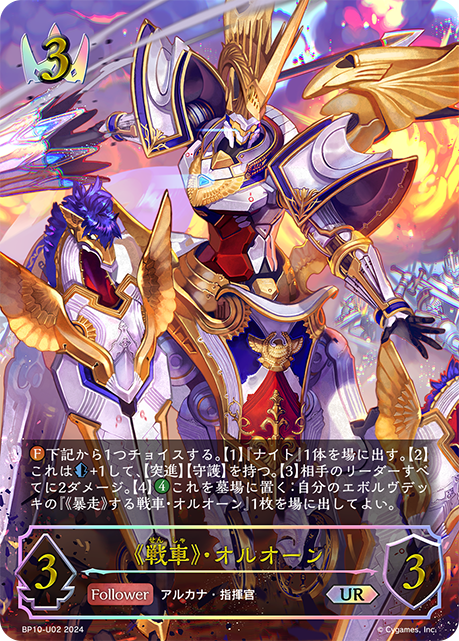 3
F 下記から1つチョイスする。【1】『ナイト』1体を場に出す。【2】
これは+1して、【突進】【守護】を持つ。【3】相手のリーダーすべ
てに2ダメージ。【4】4 これを墓場に置く：自分のエボルヴデッ
キの『《暴走》する戦車・オルオーン』1枚を場に出してよい。
せんしゃ
《戦車》・オルオーン
3
Follower アルカナ・指揮官
UR
3
BP10-U02 2024
© Cygames, Inc.